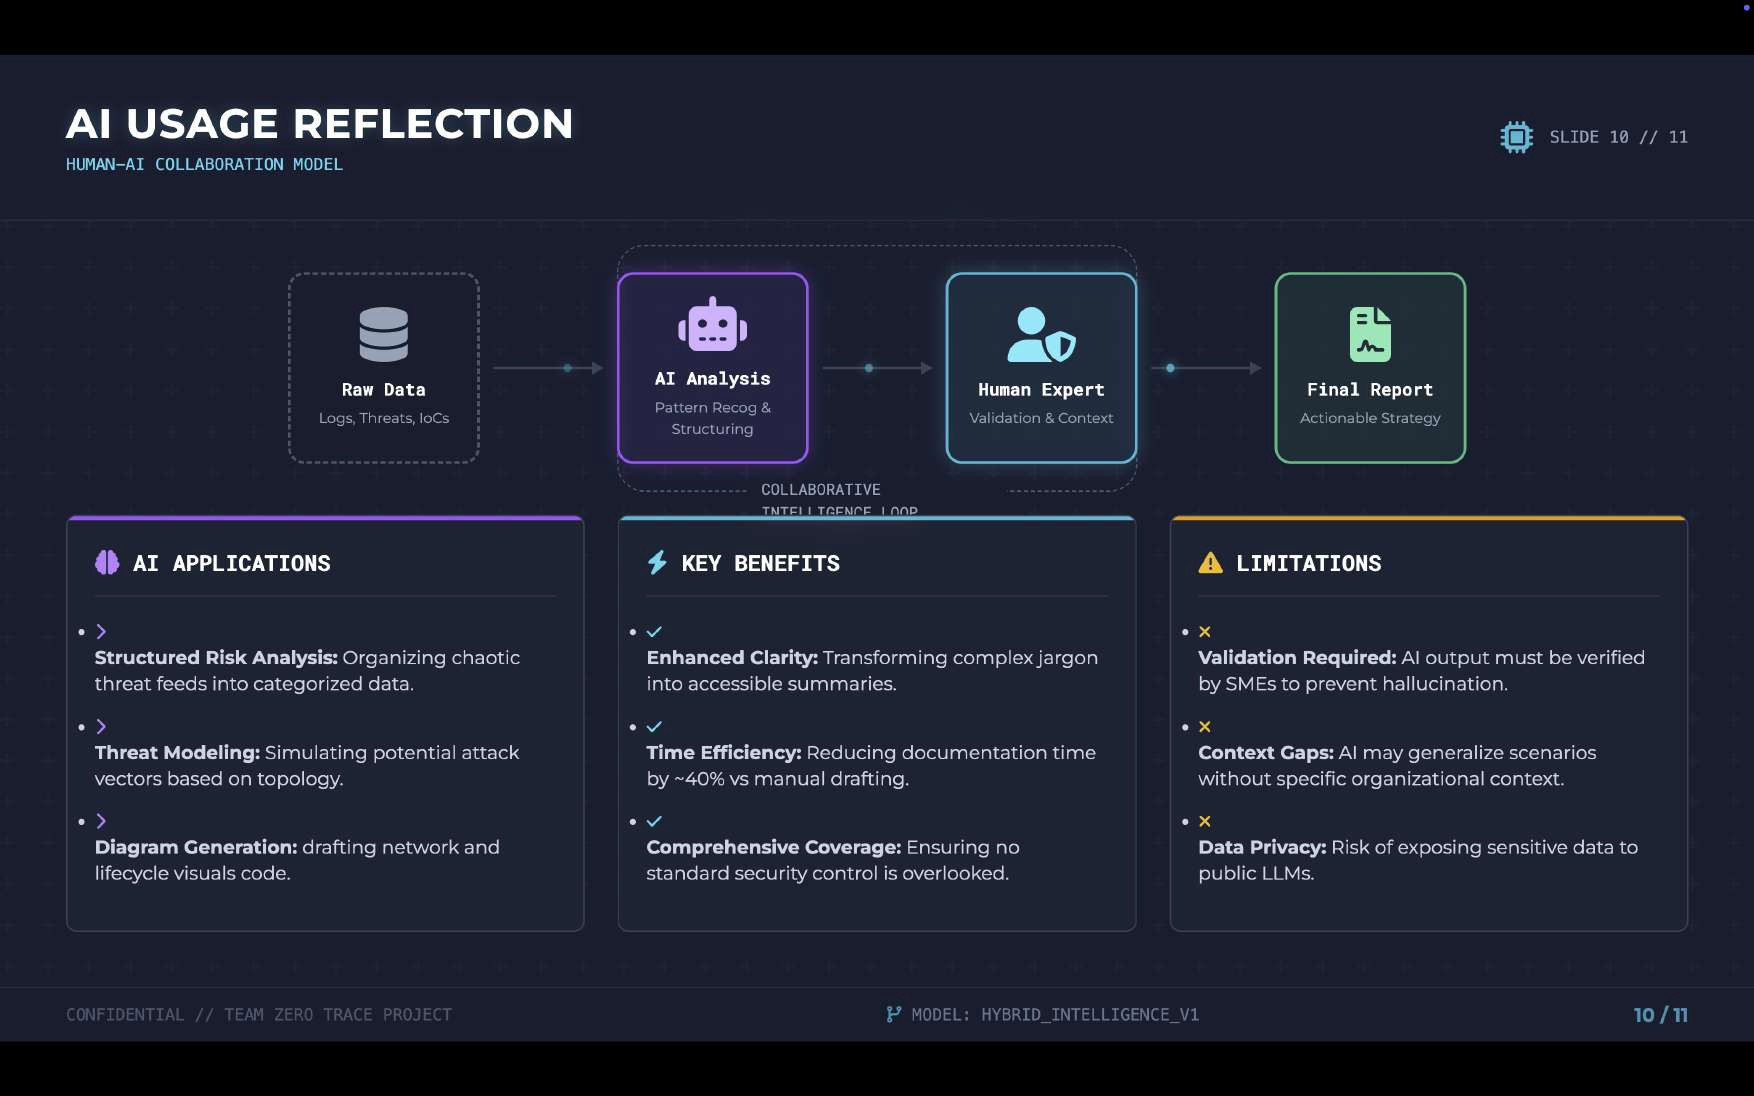 AI USAGE REFLECTION
HUMAN-AI COLLABORATION MODEL
SLIDE 10 // 11
Raw Data
Logs, Threats, IoCs
AI Analysis
Pattern Recog &
Structuring
Human Expert
Validation & Context
Final Report
Actionable Strategy
COLLABORATIVE
INTELLIGENCE LOOP
AI APPLICATIONS
Structured Risk Analysis: Organizing chaotic
threat feeds into categorized data.
Threat Modeling: Simulating potential attack
vectors based on topology.
Diagram Generation: drafting network and
lifecycle visuals code.
KEY BENEFITS
Enhanced Clarity: Transforming complex jargon
into accessible summaries.
Time Efficiency: Reducing documentation time
by ~40% vs manual drafting.
Comprehensive Coverage: Ensuring no
standard security control is overlooked.
LIMITATIONS
Validation Required: AI output must be verified
by SMEs to prevent hallucination.
Context Gaps: AI may generalize scenarios
without specific organizational context.
Data Privacy: Risk of exposing sensitive data to
public LLMs.
CONFIDENTIAL // TEAM ZERO TRACE PROJECT
MODEL: HYBRID_INTELLIGENCE_V1
10 / 11